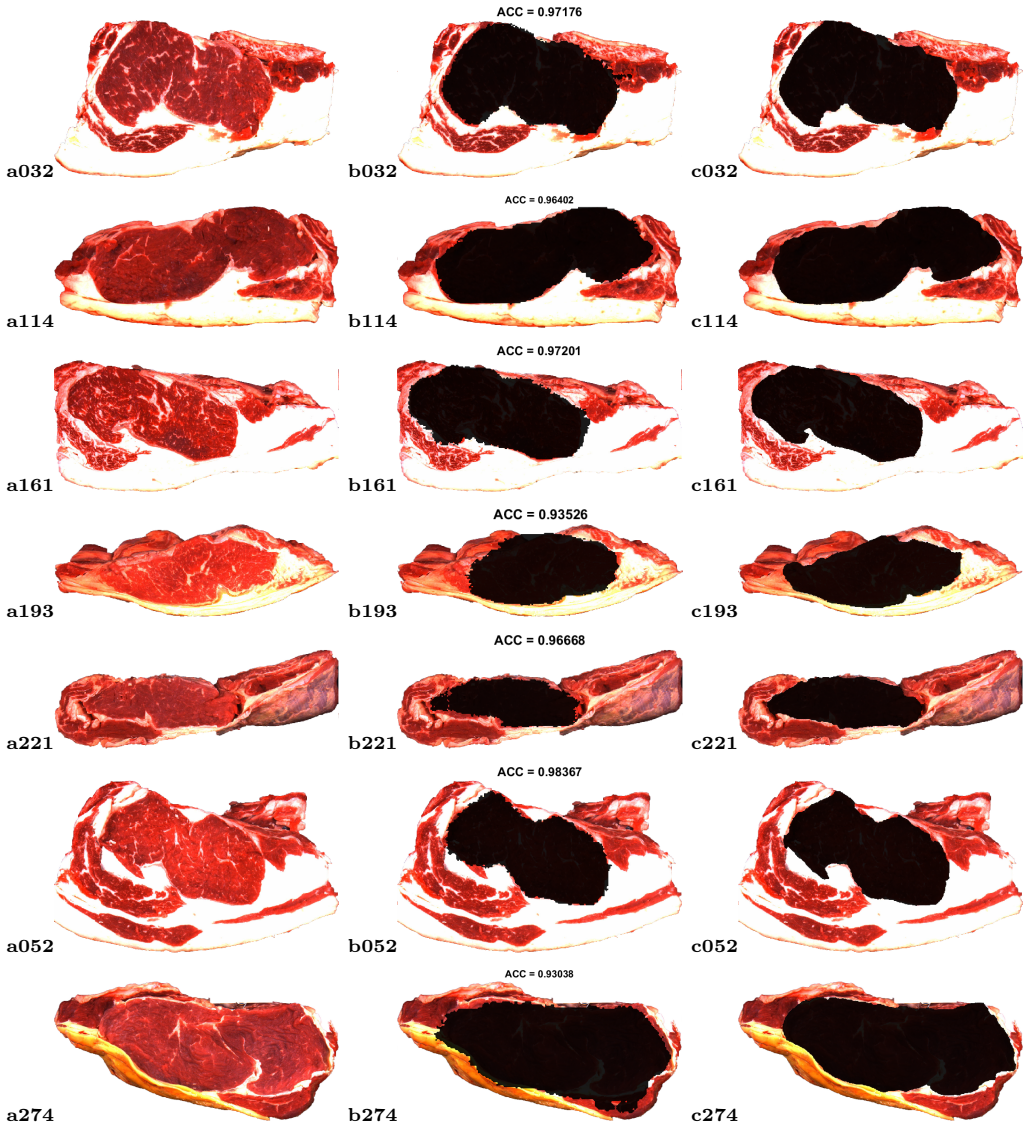 ACC = 0.97176
a032 b032 c032
ACC = 0.96402
a114 b114 c114
ACC = 0.97201
a161 b161 c161
ACC = 0.93526
a193 b193 c193
ACC = 0.96668
a221 b221 c221
ACC = 0.98367
a052 b052 c052
ACC = 0.93038
a274 b274 c274